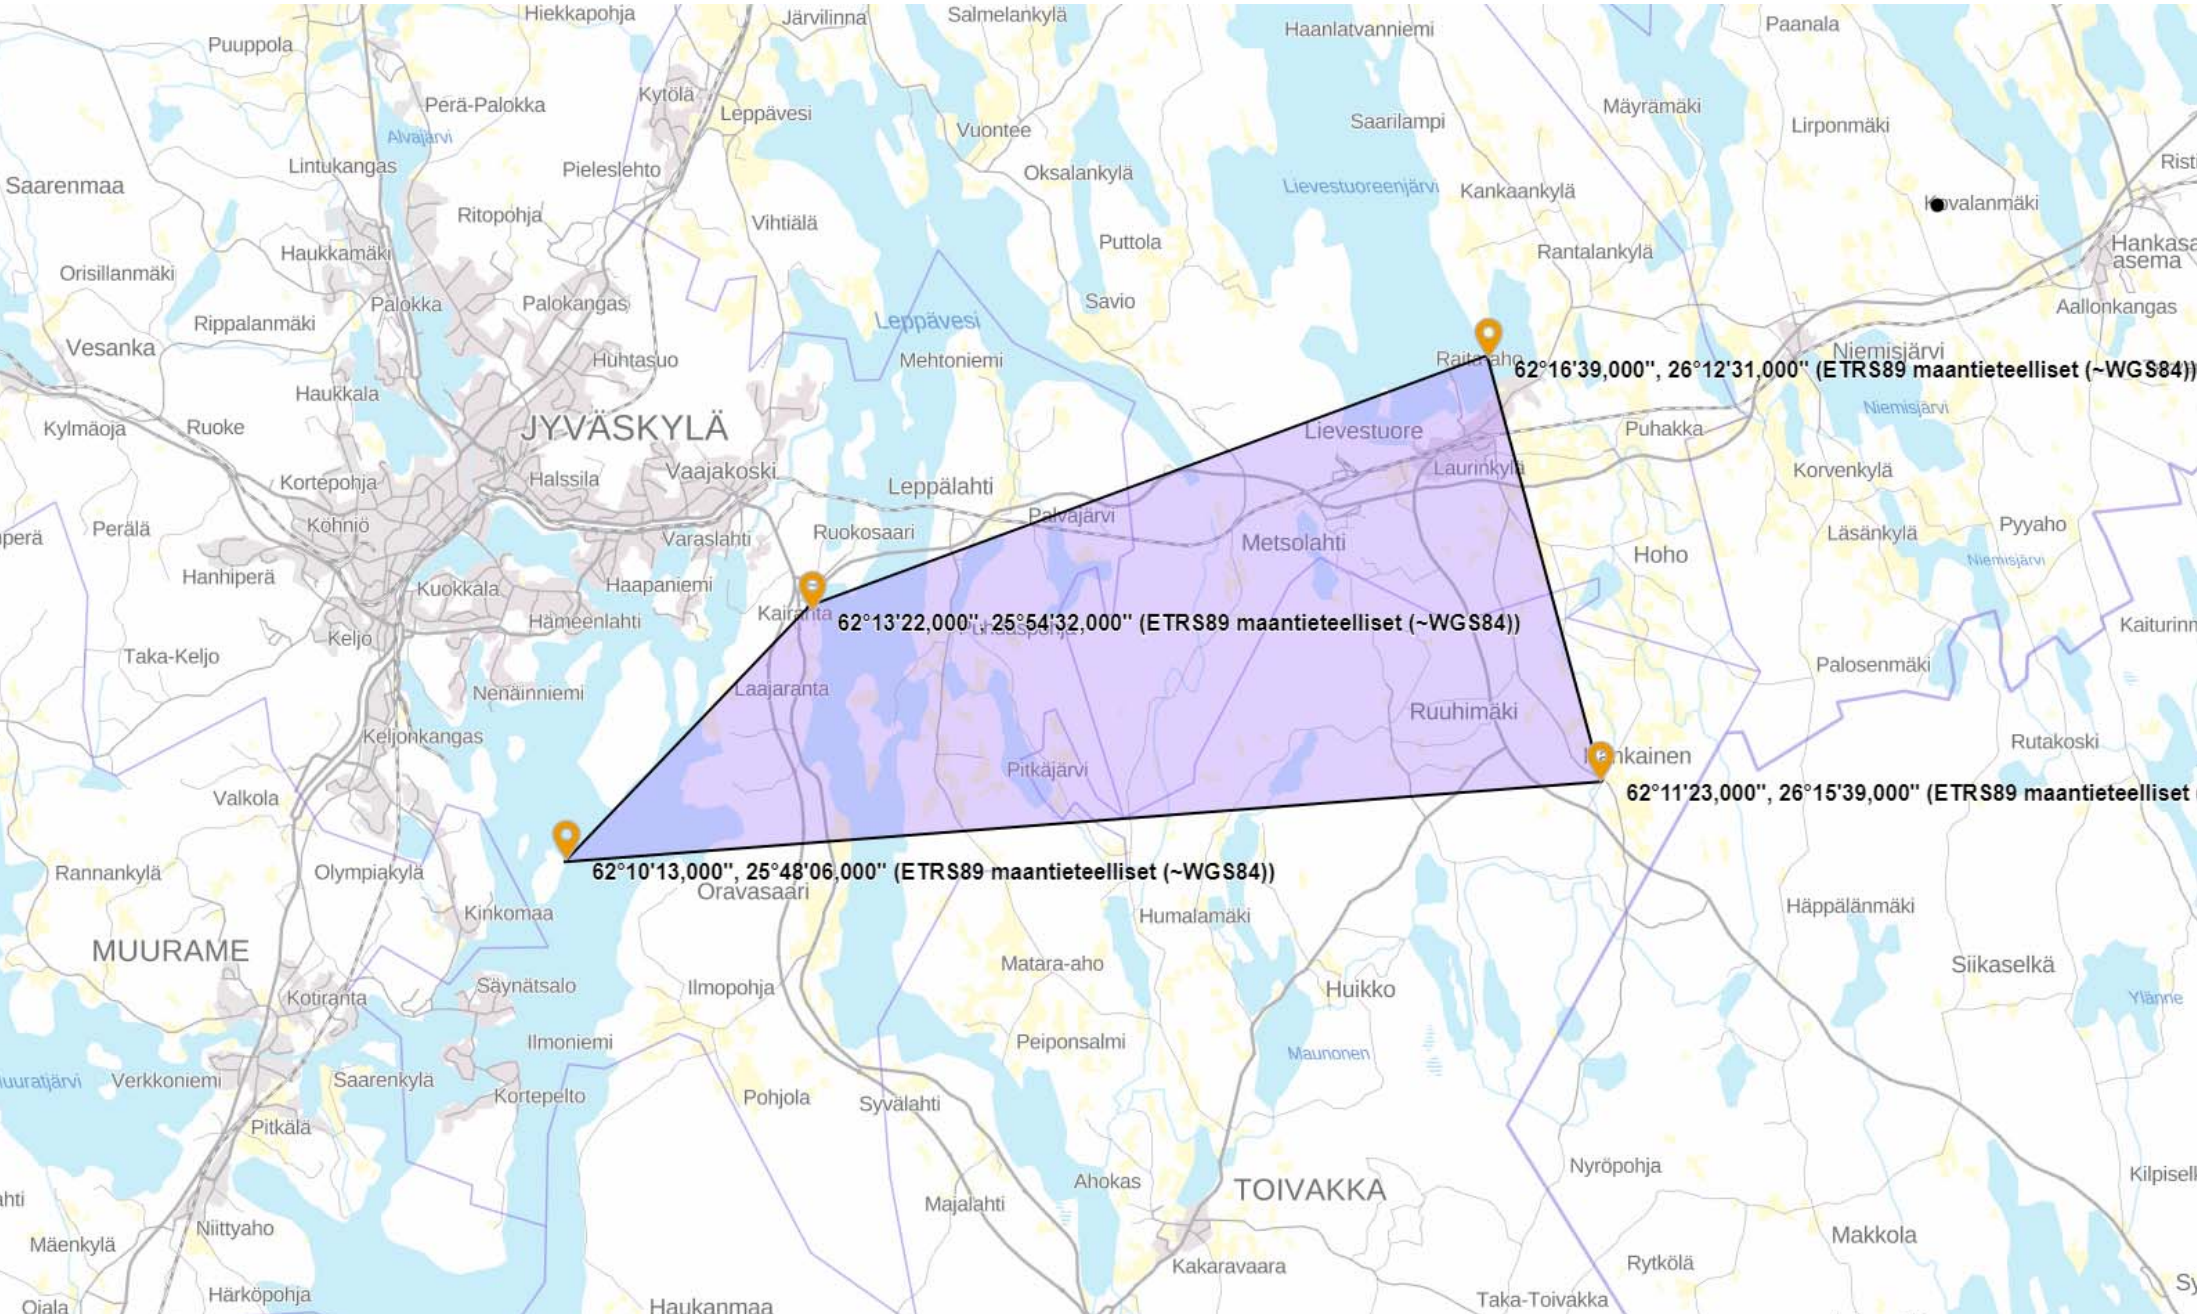 Hiekkapohja
Järvilinna
Salmelankylä
Haanlatvanniemi
Paanala
Puuppola
Perä-Palokka
Kytölä
Leppävesi
Vuontee
Saarilampi
Mäyrämäki
Lirponmäki
Alvajärvi
Lintukangas
Pieleslehto
Oksalankylä
Lievestuoreenjärvi
Kankaankylä
Saarenmaa
Ritopohja
Vihtiälä
Puttola
Haukkamäki
Rantalankylä
Hankasa
asema
Orisillanmäki
Palokka
Palokangas
Savio
Aallonkangas
Rippalanmäki
Leppävesi
Vesanka
Huhtasuo
Mehtoniemi
Niemisjärvi
62°16'39,000", 26°12'31,000" (ETRS89 maantieteelliset (~WGS84))
Haukkala
Niemisjärvi
Kylmäoja
Ruoke
JYVÄSKYLÄ
Lievestuore
Puhakka
Kortepohja
Halssila
Vaajakoski
Leppälahti
Laurinkylä
Korvenkylä
Köhniö
Perälä
Palvajärvi
Varaslahti
Ruokosaari
Metsolahti
Hoho
Läsänkylä
Pyyaho
Niemisjärvi
Hanhiperä
Kuokkala
Haapaniemi
Hämeenlahti
62°13'22,000", 25°54'32,000" (ETRS89 maantieteelliset (~WGS84))
Keljo
Taka-Keljo
Palosenmäki
Nenäinniemi
Laajaranta
Ruuhimäki
Keljonkangas
Rutakoski
Pitkäjärvi
62°11'23,000", 26°15'39,000" (ETRS89 maantieteelliset
Valkola
62°10'13,000", 25°48'06,000" (ETRS89 maantieteelliset (~WGS84))
Rannankylä
Olympiakylä
Oravasaari
Kinkomaa
Humalamäki
Häppälänmäki
MUURAME
Matara-aho
Siikaselkä
Säynätsalo
Ilmopohja
Huikko
Kotiranta
Ylänne
Ilmoniemi
Peiponsalmi
Maunonen
Verkkoniemi
Saarenkylä
Kortepelto
Pohjola
Syvälahti
Pitkälä
Nyröpohja
Ahokas
TOIVAKKA
Majalahti
Niittyaho
Mäenkylä
Makkola
Kakaravaara
Rytkölä
Härköpohja
Haukanmaa
Taka-Toivakka